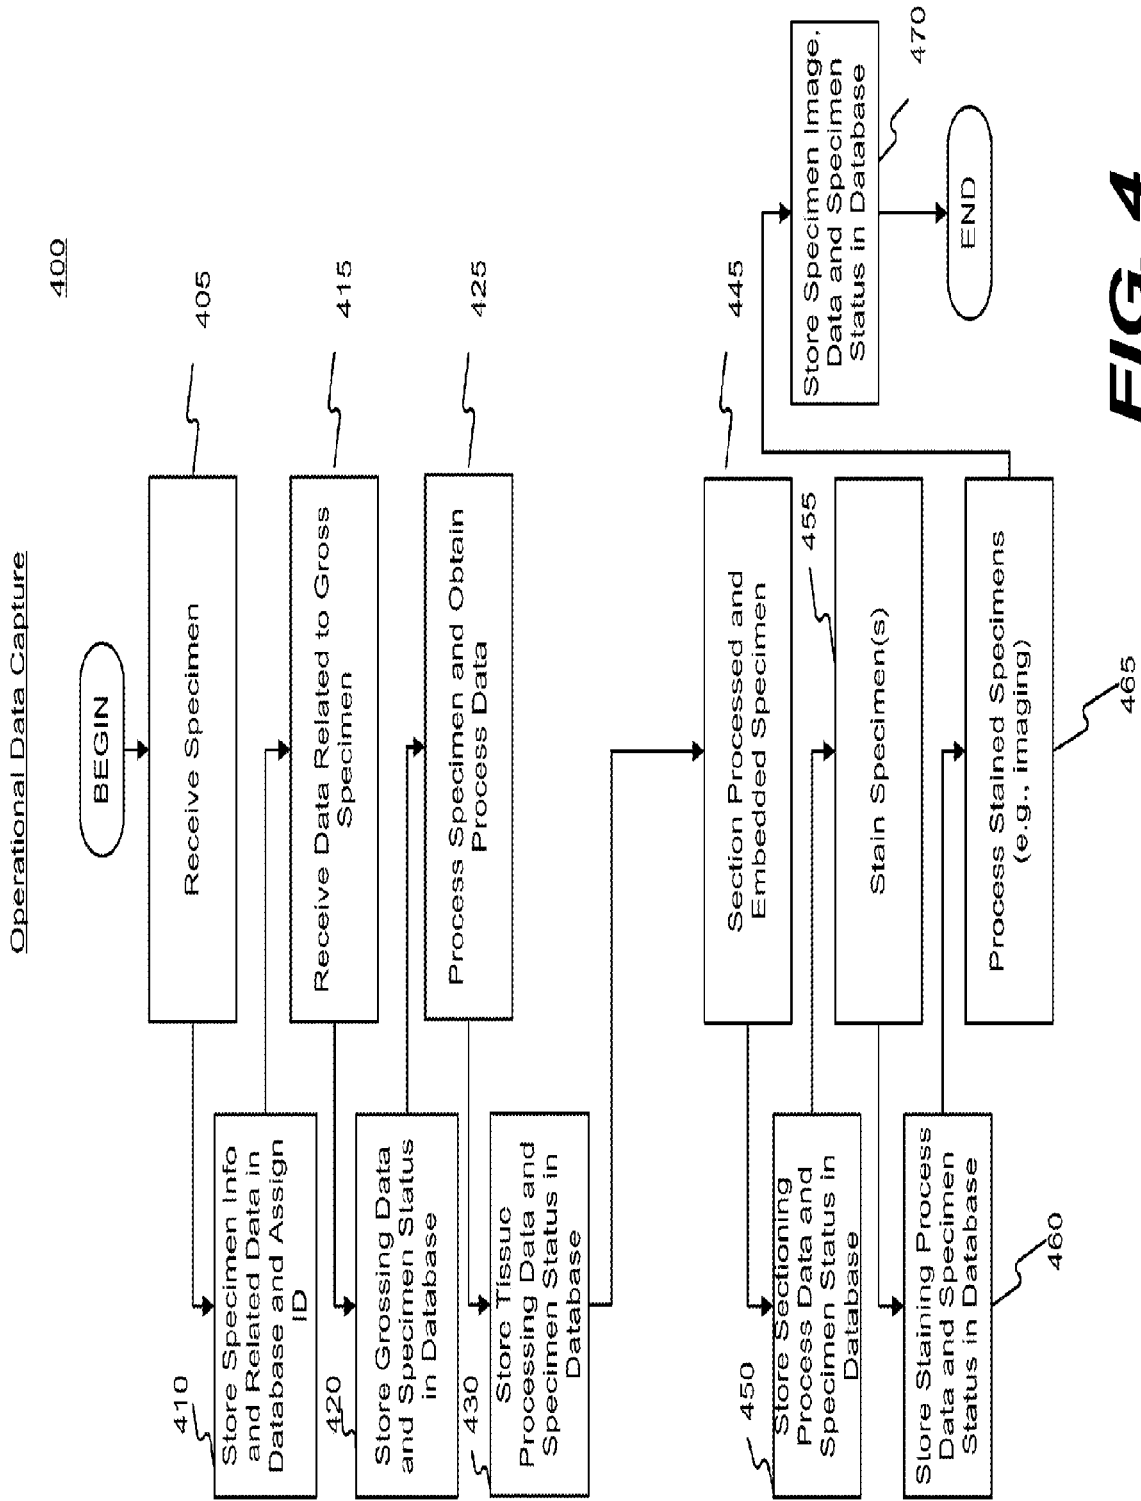 Operational Data Capture
400
BEGIN
Receive Specimen
405
Store Specimen Info
and Related Data in
Database and Assign
ID
410
Receive Data Related to Gross
Specimen
415
Store Grossing Data
and Specimen Status
in Database
420
Process Specimen and Obtain
Process Data
425
Store Tissue
Processing Data and
Specimen Status in
Database
430
Section Processed and
Embedded Specimen
445
Store Sectioning
Process Data and
Specimen Status in
Database
450
Stain Specimen(s)
455
Store Staining Process
Data and Specimen
Status in Database
460
Process Stained Specimens
(e.g., imaging)
465
Store Specimen Image,
Data and Specimen
Status in Database
470
END
FIG. 4